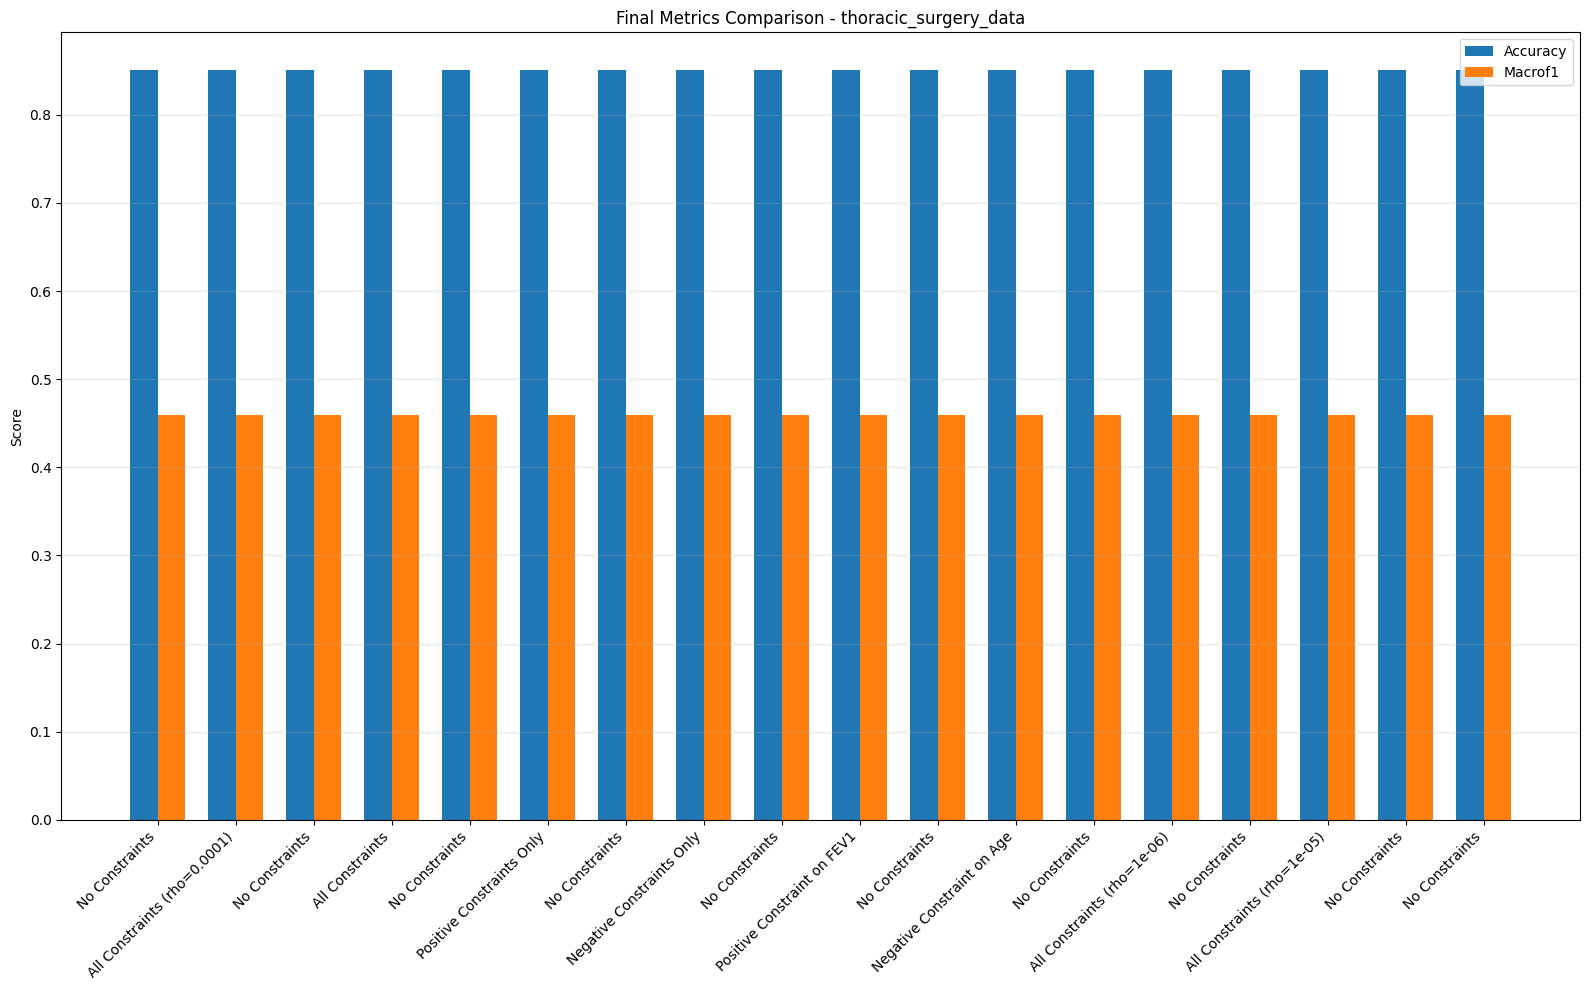 Final Metrics Comparison - thoracic_surgery_data
Accuracy
Macrof1
Score
0.8
0.7
0.6
0.5
0.4
0.3
0.2
0.1
0.0
No Constraints
All Constraints (rho=0.0001)
No Constraints
All Constraints
No Constraints
Positive Constraints Only
No Constraints
Negative Constraints Only
No Constraints
Positive Constraint on FEV1
No Constraints
Negative Constraint on Age
No Constraints
All Constraints (rho=1e-06)
No Constraints
All Constraints (rho=1e-05)
No Constraints
No Constraints